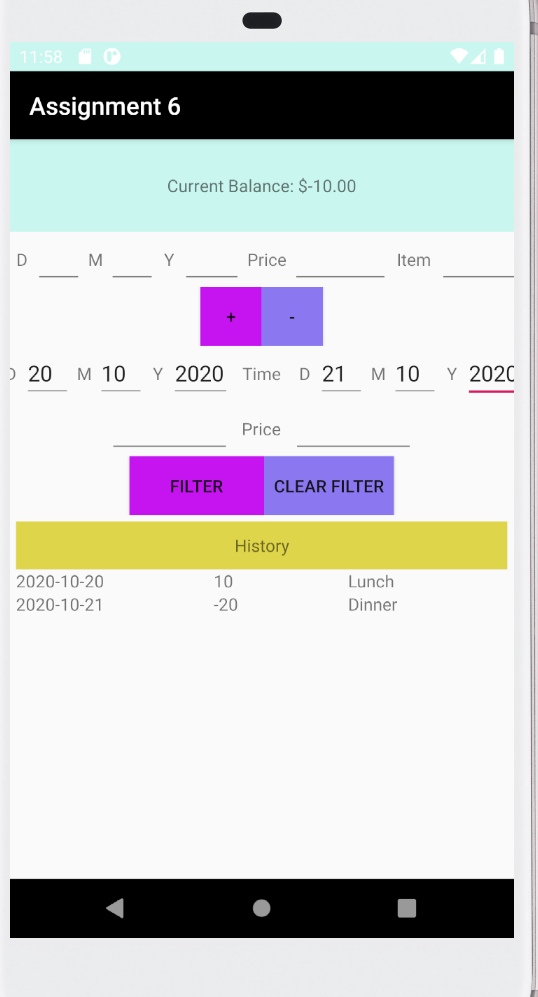 11:58
Assignment 6
Current Balance: $-10.00
D M Y Price Item
+ -
D 20 M 10 Y 2020 Time D 21 M 10 Y 2020
Price
FILTER CLEAR FILTER
History
2020-10-20 10 Lunch
2020-10-21 -20 Dinner